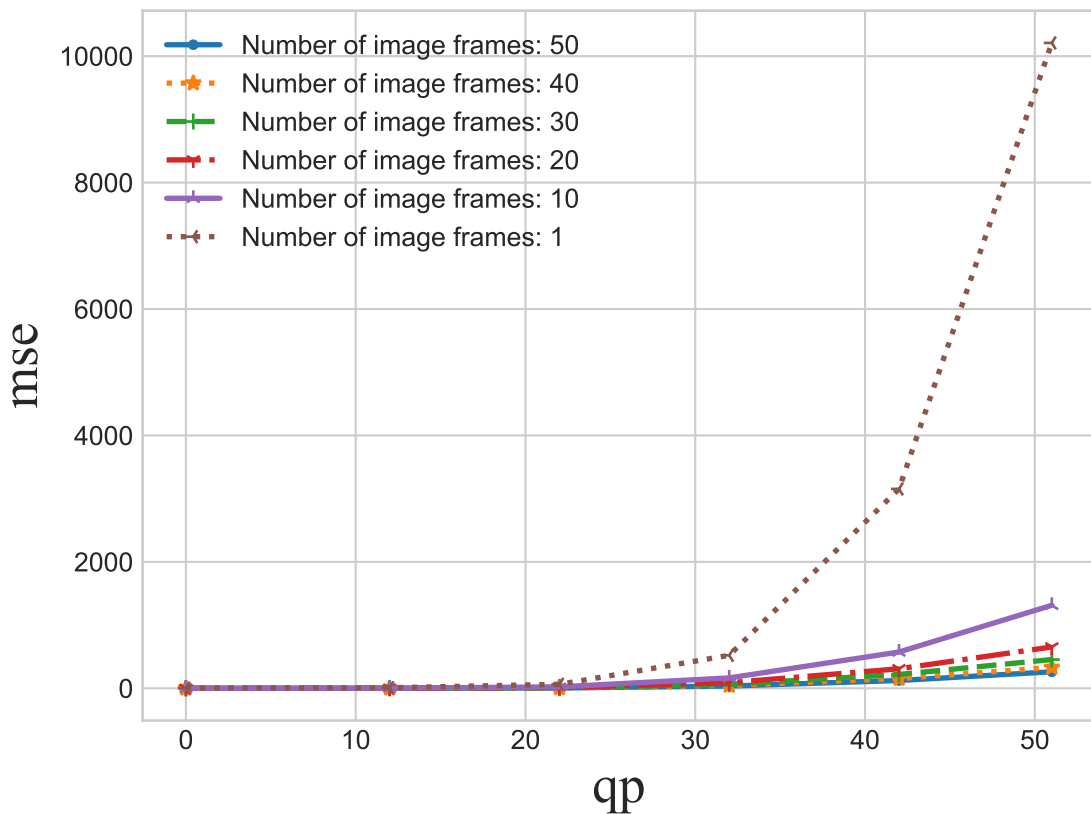 Number of image frames: 50
Number of image frames: 40
Number of image frames: 30
Number of image frames: 20
Number of image frames: 10
Number of image frames: 1
10000
8000
6000
4000
2000
0
mse
0 10 20 30 40 50
qp